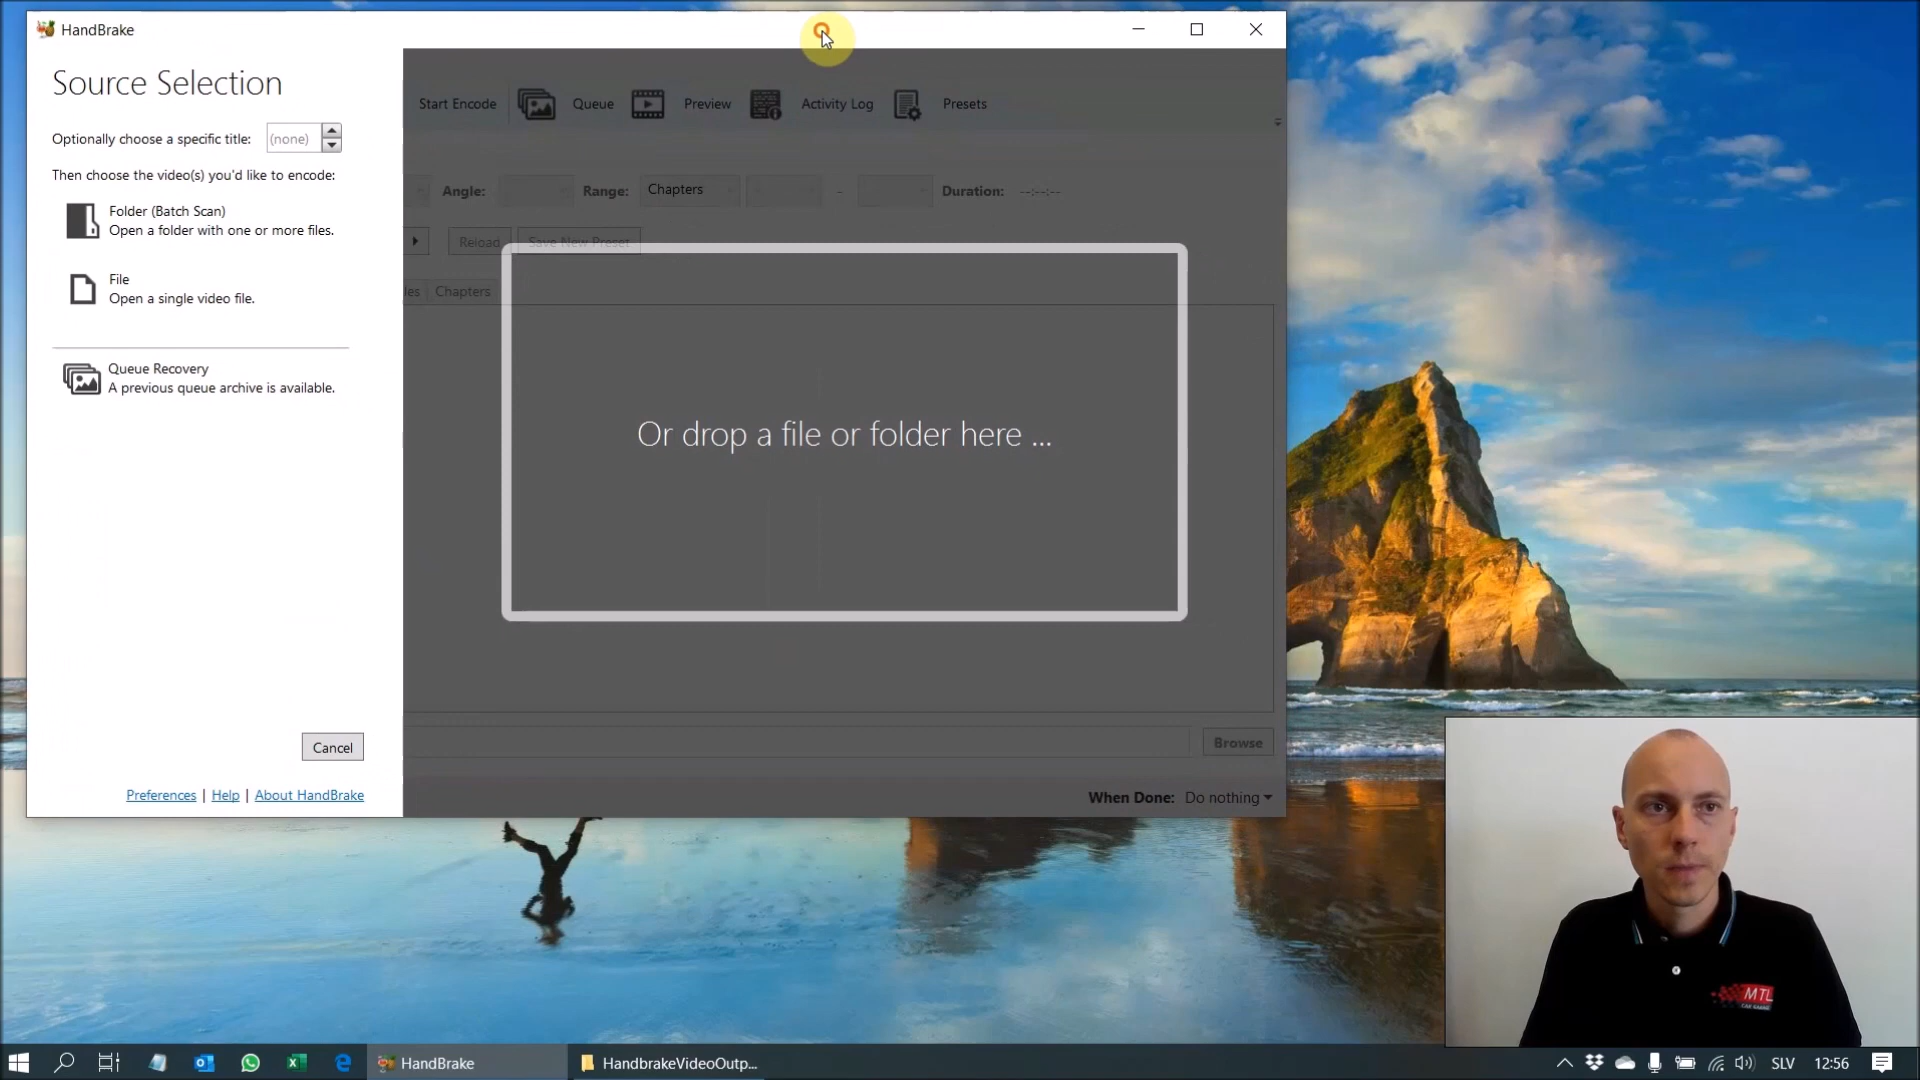 HandBrake
Source Selection
Optionally choose a specific title: (none)
Then choose the video(s) you'd like to encode:
Folder (Batch Scan)
Open a folder with one or more files.
File
Open a single video file.
Queue Recovery
A previous queue archive is available.
Cancel
Preferences | Help | About HandBrake
Start Encode Queue Preview Activity Log Presets
Angle: Range: Chapters - Duration: --:--:--
Reload Save New Preset
les Chapters
Or drop a file or folder here ...
Browse
When Done: Do nothing
MTL
HandBrake HandbrakeVideoOutp... SLV 12:56